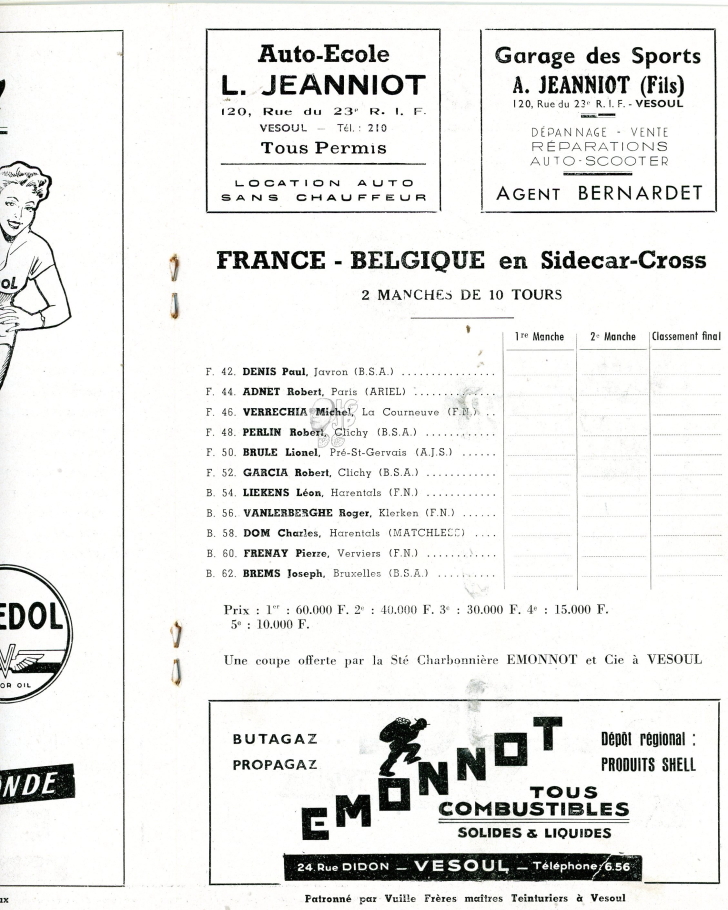 Auto-Ecole
L. JEANNIOT
120, Rue du 23e R. I. F.
VESOUL — Tél. : 210
Tous Permis
LOCATION AUTO
SANS CHAUFFEUR
Garage des Sports
A. JEANNIOT (Fils)
120, Rue du 23e R. I. F. - VESOUL
DÉPANNAGE - VENTE
RÉPARATIONS
AUTO-SCOOTER
AGENT BERNARDET
FRANCE - BELGIQUE en Sidecar-Cross
2 MANCHES DE 10 TOURS
1re Manche 2e Manche Classement final
F. 42. DENIS Paul, Javron (B.S.A.) ................
F. 44. ADNET Robert, Paris (ARIEL) ..............
F. 46. VERRECHIA Michel, La Courneuve (F.N.) ..
F. 48. PERLIN Robert, Clichy (B.S.A.) ............
F. 50. BRULE Lionel, Pré-St-Gervais (A.J.S.) ......
F. 52. GARCIA Robert, Clichy (B.S.A.) ............
B. 54. LIEKENS Léon, Harentals (F.N.) ............
B. 56. VANLERBERGHE Roger, Klerken (F.N.) ......
B. 58. DOM Charles, Harentals (MATCHLESS) ....
B. 60. FRENAY Pierre, Verviers (F.N.) ............
B. 62. BREMS Joseph, Bruxelles (B.S.A.) ..........
Prix : 1er : 60.000 F. 2e : 40.000 F. 3e : 30.000 F. 4e : 15.000 F.
5e : 10.000 F.
Une coupe offerte par la Sté Charbonnière EMONNOT et Cie à VESOUL
BUTAGAZ
PROPAGAZ
EMONNOT
Dépôt régional :
PRODUITS SHELL
TOUS
COMBUSTIBLES
SOLIDES & LIQUIDES
24, Rue DIDON — VESOUL — Téléphone 6.56
Patronné par Vuille Frères maîtres Teinturiers à Vesoul
OL
EDOL
OR OIL
NDE